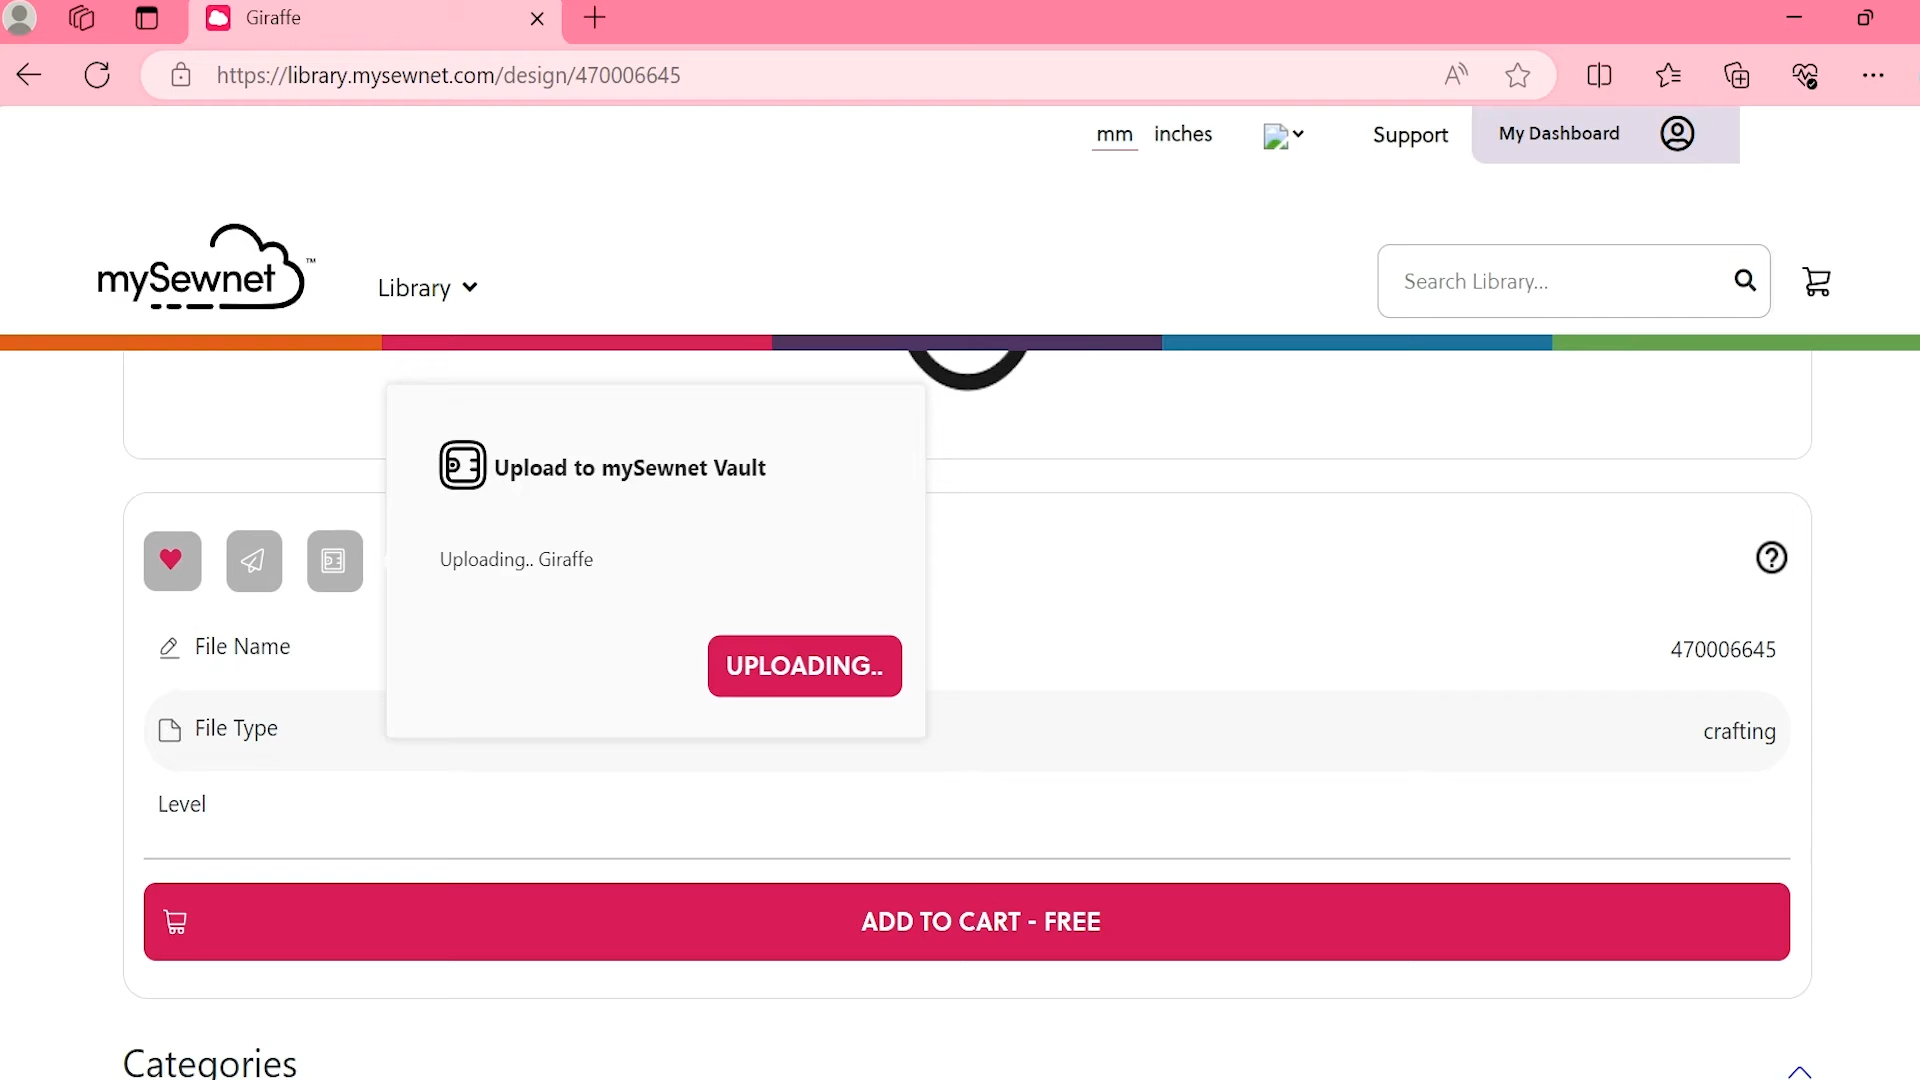 Giraffe
https://library.mysewnet.com/design/470006645
mm inches Support My Dashboard
mySewnet™
Library
Search Library...
Upload to mySewnet Vault
Uploading.. Giraffe
UPLOADING..
File Name 470006645
File Type crafting
Level
ADD TO CART - FREE
Categories